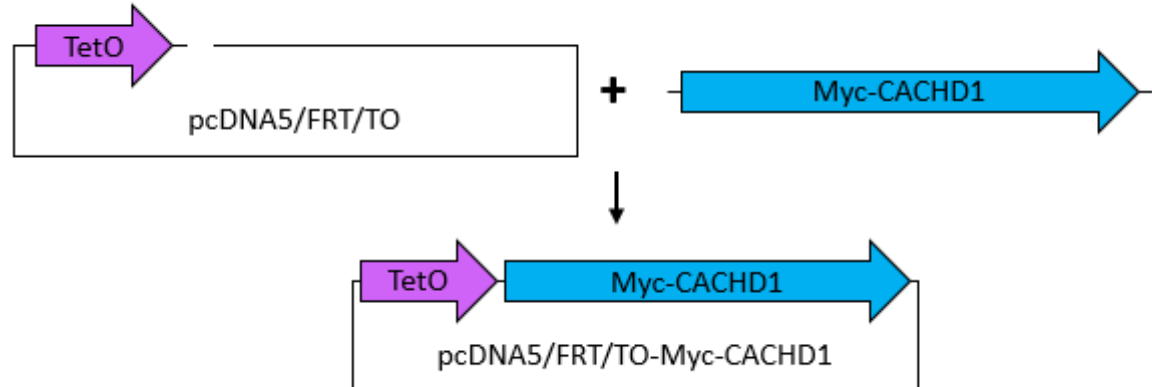 TetO
pcDNA5/FRT/TO
+
Myc-CACHD1
TetO
Myc-CACHD1
pcDNA5/FRT/TO-Myc-CACHD1